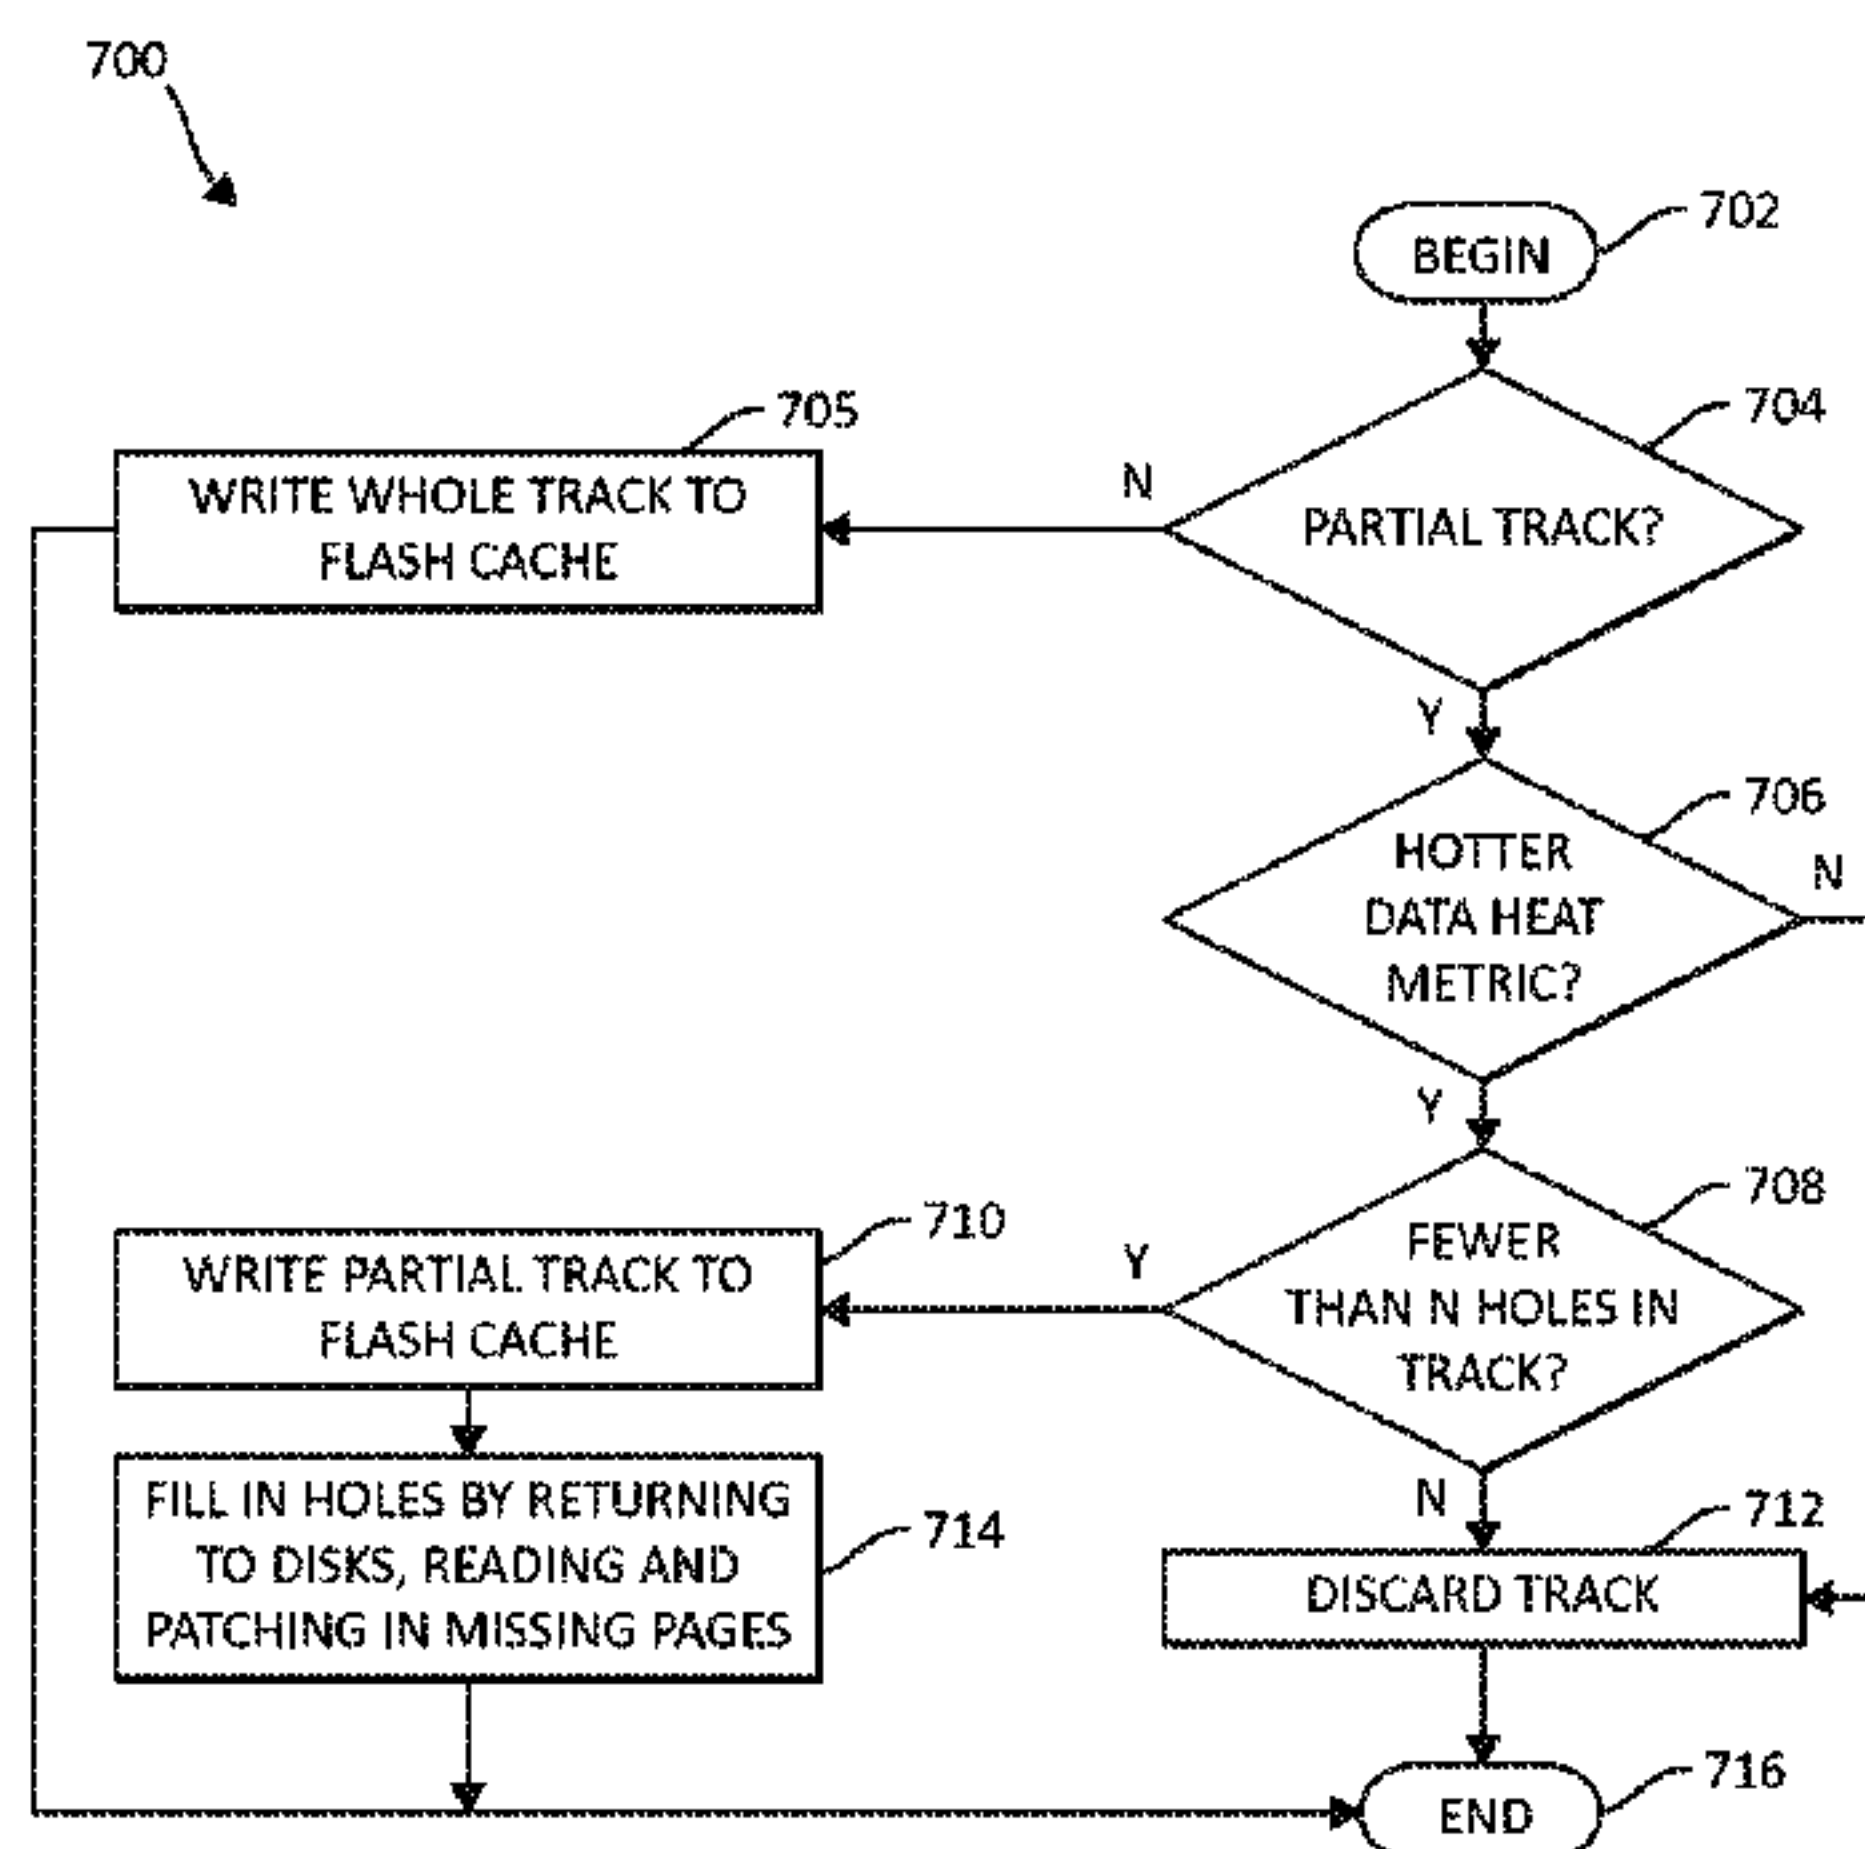 700
702
BEGIN
704
705
WRITE WHOLE TRACK TO
FLASH CACHE
N
PARTIAL TRACK?
Y
706
HOTTER
DATA HEAT
METRIC?
N
Y
708
710
FEWER
THAN N HOLES IN
TRACK?
Y
WRITE PARTIAL TRACK TO
FLASH CACHE
N
712
FILL IN HOLES BY RETURNING
TO DISKS, READING AND
PATCHING IN MISSING PAGES
714
DISCARD TRACK
716
END